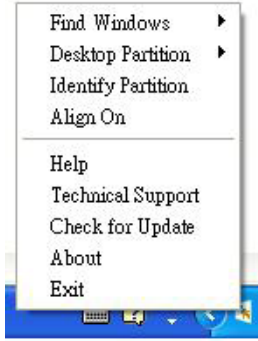 Find Windows
Desktop Partition
Identify Partition
Align On
Help
Technical Support
Check for Update
About
Exit